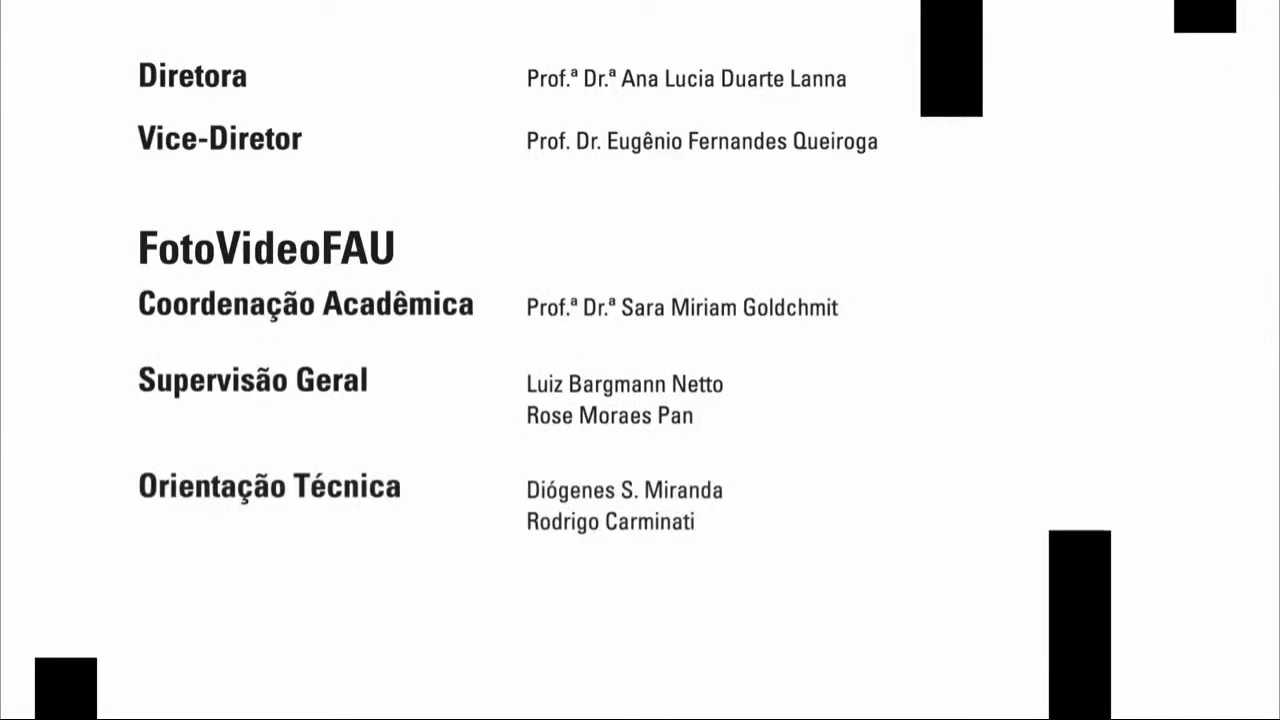 Diretora Prof.ª Dr.ª Ana Lucia Duarte Lanna
Vice-Diretor Prof. Dr. Eugênio Fernandes Queiroga
FotoVideoFAU
Coordenação Acadêmica Prof.ª Dr.ª Sara Miriam Goldchmit
Supervisão Geral Luiz Bargmann Netto
Rose Moraes Pan
Orientação Técnica Diógenes S. Miranda
Rodrigo Carminati